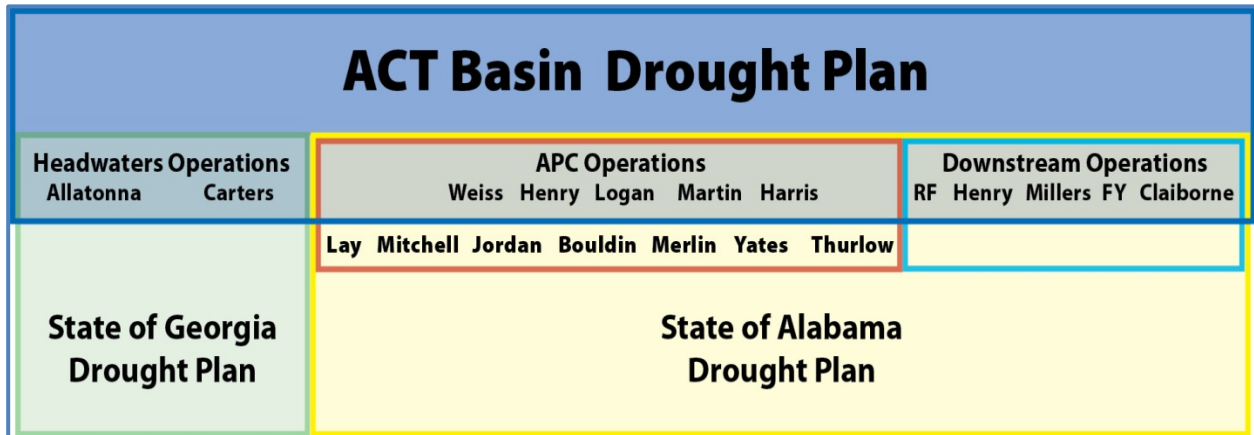 ACT Basin Drought Plan
Headwaters Operations
Allatonna Carters
APC Operations
Weiss Henry Logan Martin Harris
Downstream Operations
RF Henry Millers FY Claiborne
Lay Mitchell Jordan Bouldin Merlin Yates Thurlow
State of Georgia
Drought Plan
State of Alabama
Drought Plan